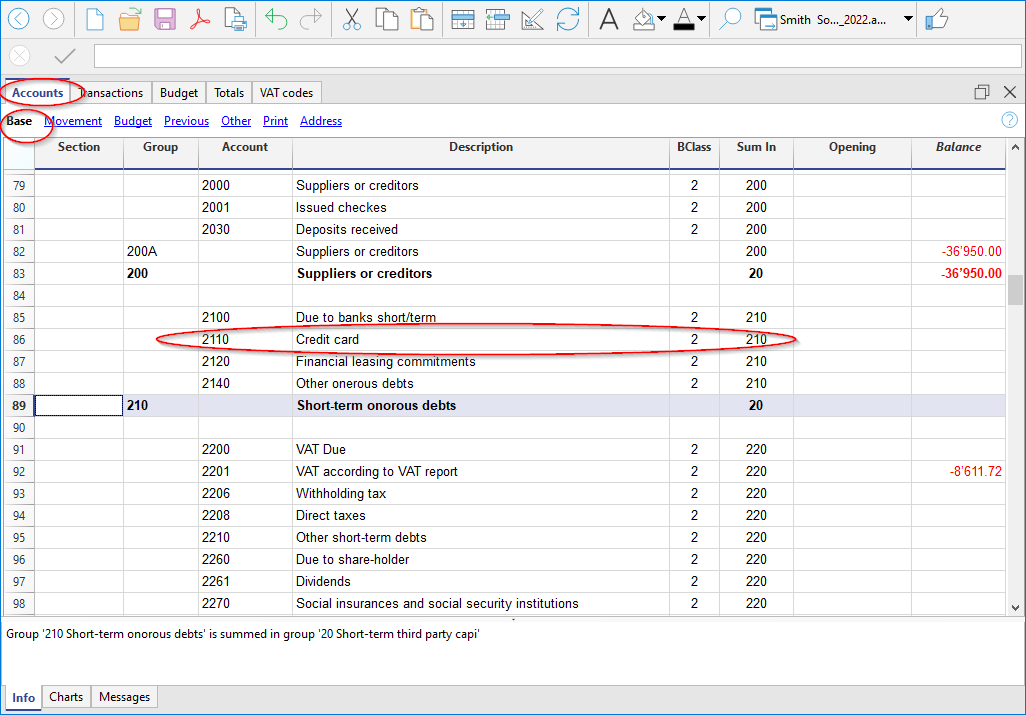 Smith So..._2022.a...
Accounts Transactions Budget Totals VAT codes
Base Movement Budget Previous Other Print Address
Section Group Account Description BClass Sum In Opening Balance
79 2000 Suppliers or creditors 2 200
80 2001 Issued checkes 2 200
81 2030 Deposits received 2 200
82 200A Suppliers or creditors 200 -36'950.00
83 200 Suppliers or creditors 20 -36'950.00
84
85 2100 Due to banks short/term 2 210
86 2110 Credit card 2 210
87 2120 Financial leasing commitments 2 210
88 2140 Other onerous debts 2 210
89 210 Short-term onorous debts 20
90
91 2200 VAT Due 2 220
92 2201 VAT according to VAT report 2 220 -8'611.72
93 2206 Withholding tax 2 220
94 2208 Direct taxes 2 220
95 2210 Other short-term debts 2 220
96 2260 Due to share-holder 2 220
97 2261 Dividends 2 220
98 2270 Social insurances and social security institutions 2 220
Group '210 Short-term onorous debts' is summed in group '20 Short-term third party capi'
Info Charts Messages